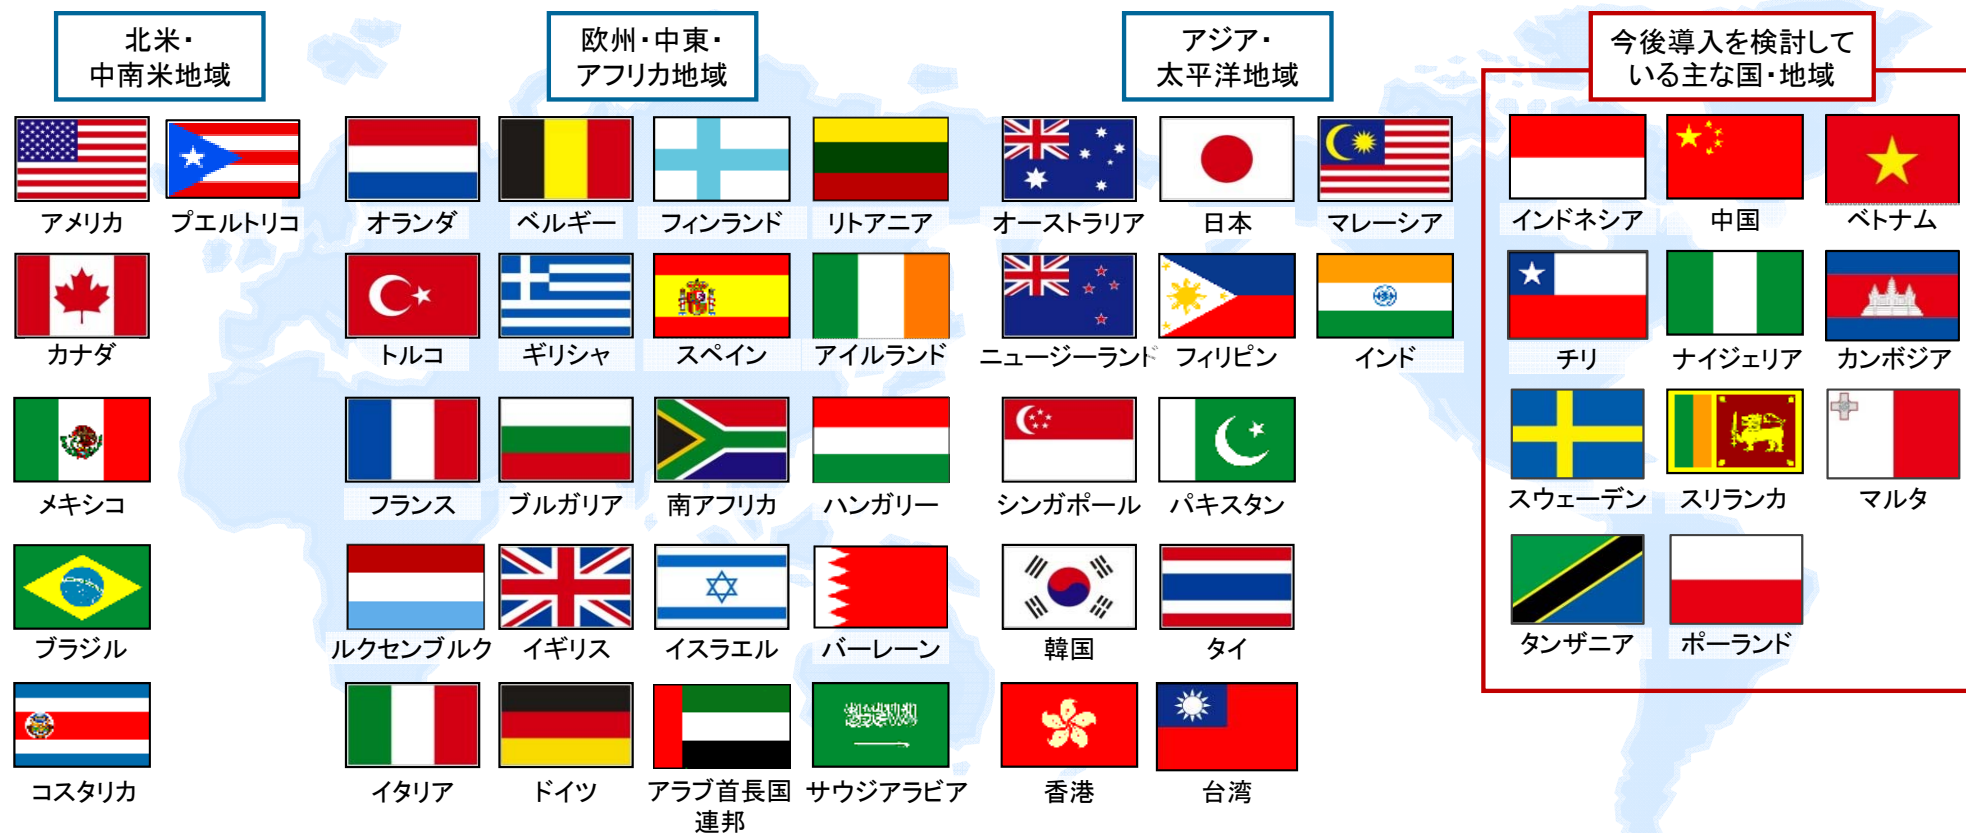 北米・
中南米地域
欧州・中東・
アフリカ地域
アジア・
太平洋地域
今後導入を検討して
いる主な国・地域
アメリカ
プエルトリコ
オランダ
ベルギー
フィンランド
リトアニア
オーストラリア
日本
マレーシア
インドネシア
中国
ベトナム
カナダ
トルコ
ギリシャ
スペイン
アイルランド
ニュージーランド
フィリピン
インド
チリ
ナイジェリア
カンボジア
メキシコ
フランス
ブルガリア
南アフリカ
ハンガリー
シンガポール
パキスタン
スウェーデン
スリランカ
マルタ
ブラジル
ルクセンブルク
イギリス
イスラエル
バーレーン
韓国
タイ
タンザニア
ポーランド
コスタリカ
イタリア
ドイツ
アラブ首長国
連邦
サウジアラビア
香港
台湾